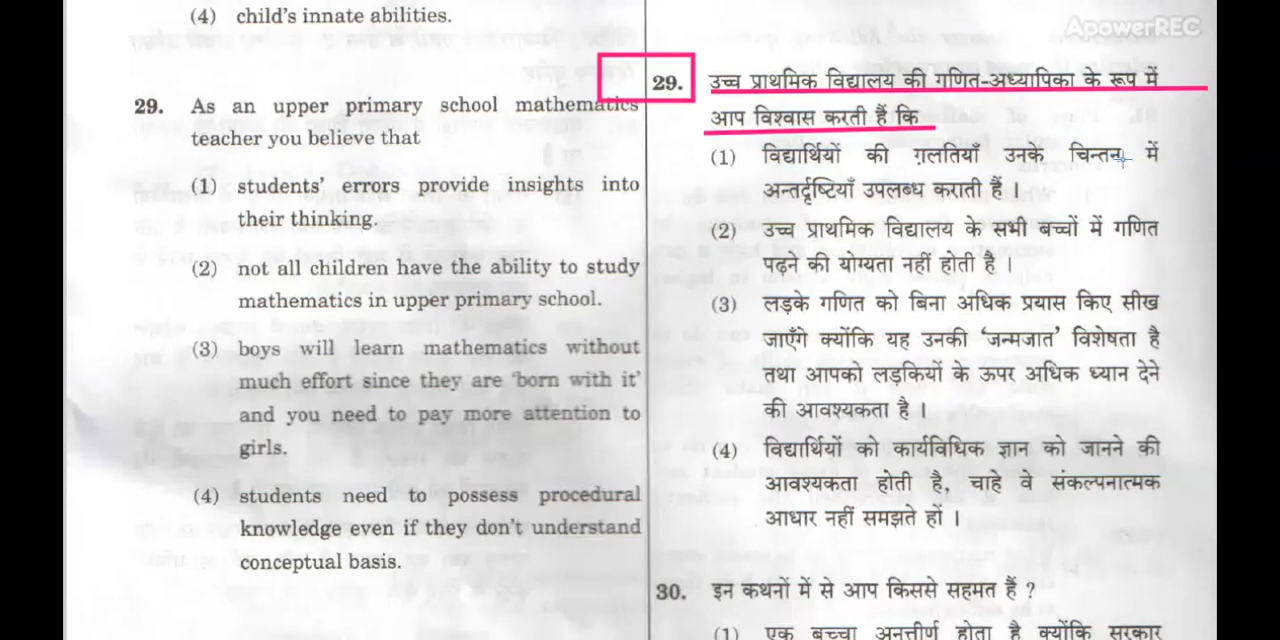 (4) child's innate abilities.
29. As an upper primary school mathematics
teacher you believe that
(1) students' errors provide insights into
their thinking.
(2) not all children have the ability to study
mathematics in upper primary school.
(3) boys will learn mathematics without
much effort since they are 'born with it'
and you need to pay more attention to
girls.
(4) students need to possess procedural
knowledge even if they don't understand
conceptual basis.
ApowerREC
29. उच्च प्राथमिक विद्यालय की गणित-अध्यापिका के रूप में
आप विश्वास करती हैं कि
(1) विद्यार्थियों की ग़लतियाँ उनके चिन्तन में
अन्तर्दृष्टियाँ उपलब्ध कराती हैं ।
(2) उच्च प्राथमिक विद्यालय के सभी बच्चों में गणित
पढ़ने की योग्यता नहीं होती है ।
(3) लड़के गणित को बिना अधिक प्रयास किए सीख
जाएँगे क्योंकि यह उनकी 'जन्मजात' विशेषता है
तथा आपको लड़कियों के ऊपर अधिक ध्यान देने
की आवश्यकता है ।
(4) विद्यार्थियों को कार्यविधिक ज्ञान को जानने की
आवश्यकता होती है, चाहे वे संकल्पनात्मक
आधार नहीं समझते हों ।
30. इन कथनों में से आप किससे सहमत हैं ?
(1) एक बच्चा अनुत्तीर्ण होता है क्योंकि सरकार